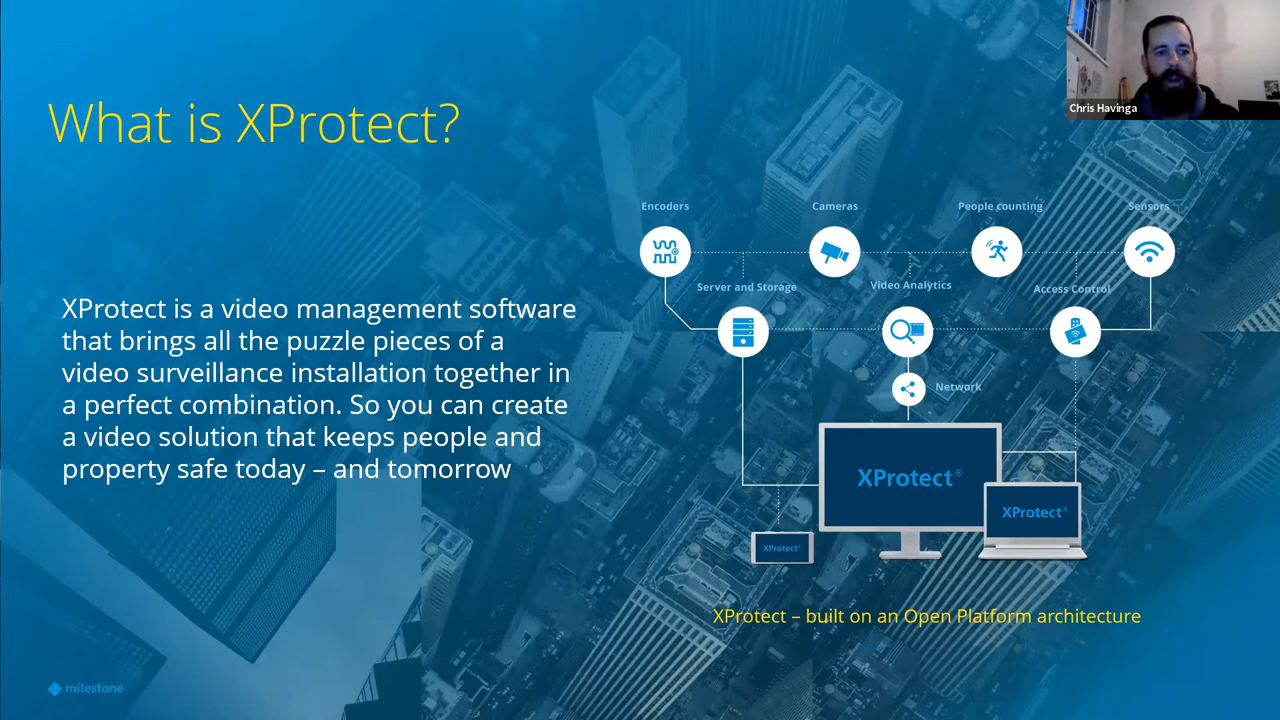 What is XProtect?
Chris Havinga
XProtect is a video management software
that brings all the puzzle pieces of a
video surveillance installation together in
a perfect combination. So you can create
a video solution that keeps people and
property safe today – and tomorrow
Encoders
Cameras
People counting
Sensors
Server and Storage
Video Analytics
Access Control
Network
XProtect®
XProtect®
XProtect®
XProtect – built on an Open Platform architecture
milestone